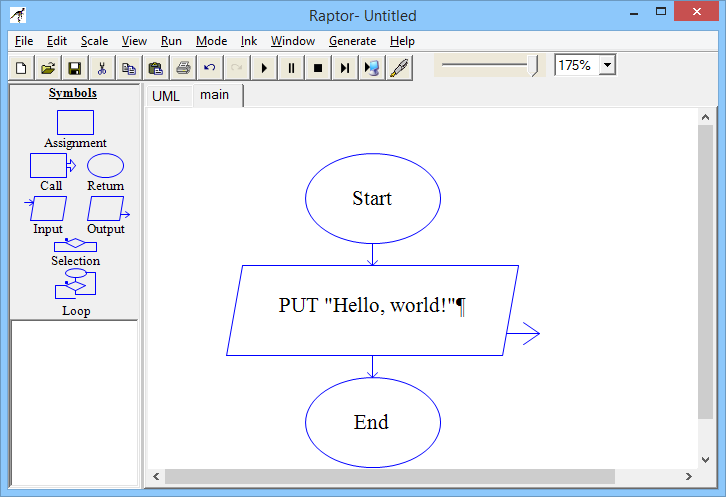 Raptor- Untitled
File Edit Scale View Run Mode Ink Window Generate Help
175%
Symbols
Assignment
Call Return
Input Output
Selection
Loop
UML main
Start
PUT "Hello, world!"¶
End